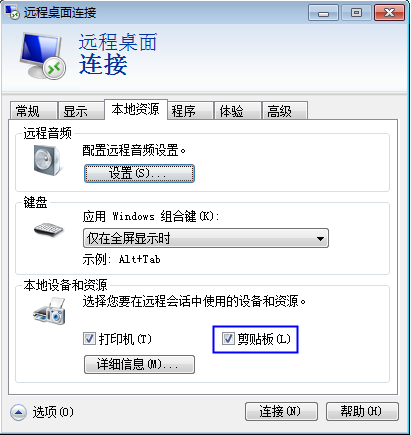 远程桌面连接
远程桌面
连接
常规 显示 本地资源 程序 体验 高级
远程音频
配置远程音频设置。
设置(S)...
键盘
应用 Windows 组合键(K):
仅在全屏显示时
示例: Alt+Tab
本地设备和资源
选择您要在远程会话中使用的设备和资源。
打印机(T) 剪贴板(L)
详细信息(M)...
选项(O) 连接(N) 帮助(H)